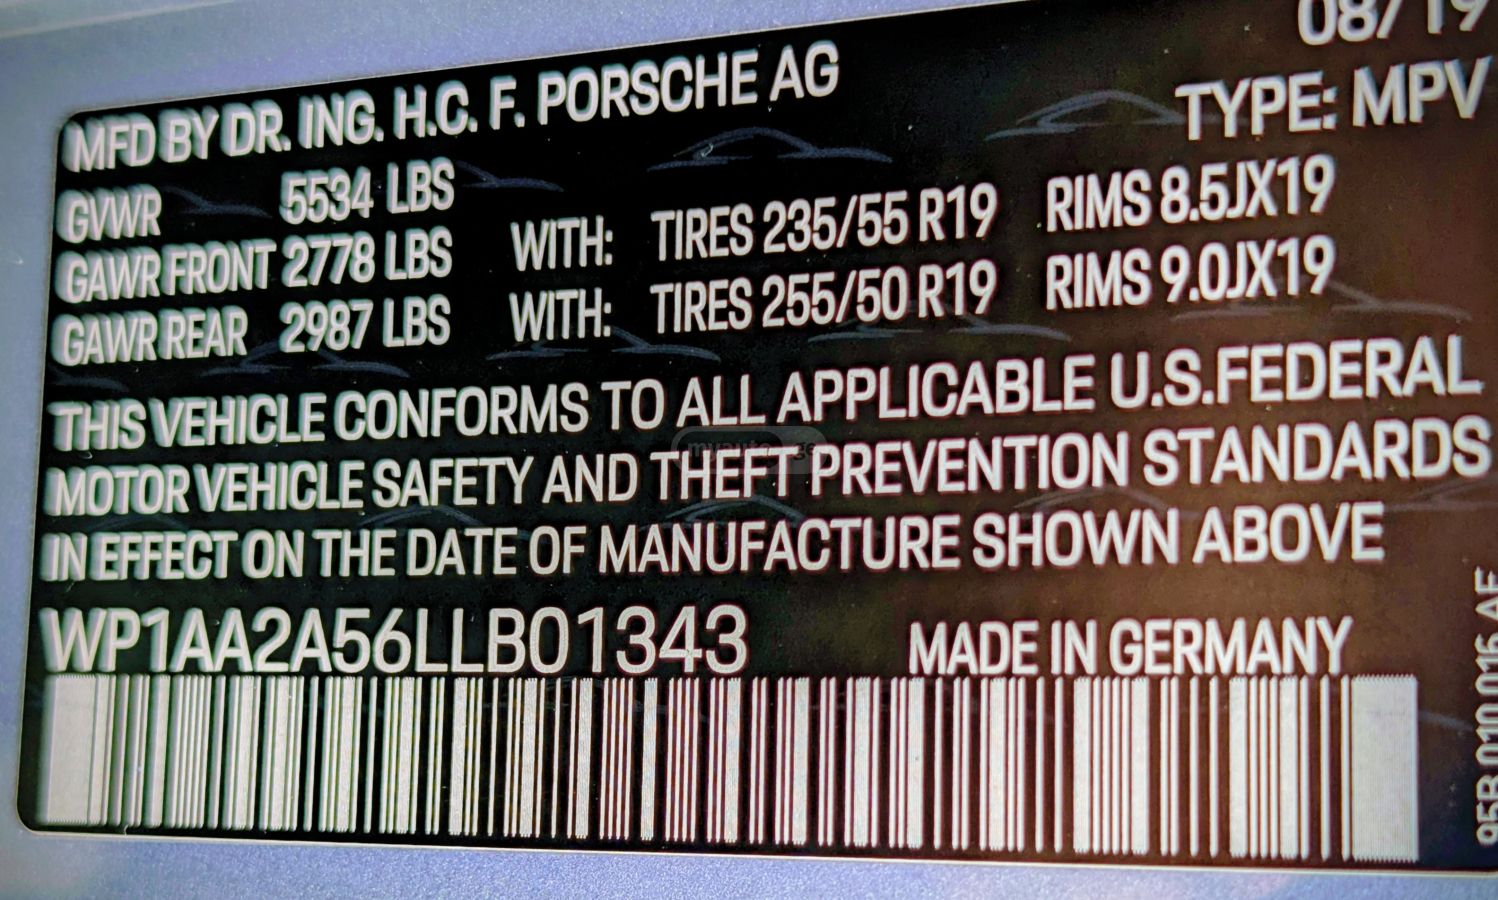 08/19
MFD BY DR. ING. H.C. F. PORSCHE AG
TYPE: MPV
GVWR 5534 LBS
GAWR FRONT 2778 LBS WITH: TIRES 235/55 R19 RIMS 8.5JX19
GAWR REAR 2987 LBS WITH: TIRES 255/50 R19 RIMS 9.0JX19
THIS VEHICLE CONFORMS TO ALL APPLICABLE U.S.FEDERAL
MOTOR VEHICLE SAFETY AND THEFT PREVENTION STANDARDS
IN EFFECT ON THE DATE OF MANUFACTURE SHOWN ABOVE
WP1AA2A56LLB01343 MADE IN GERMANY
95B 010 016 AF